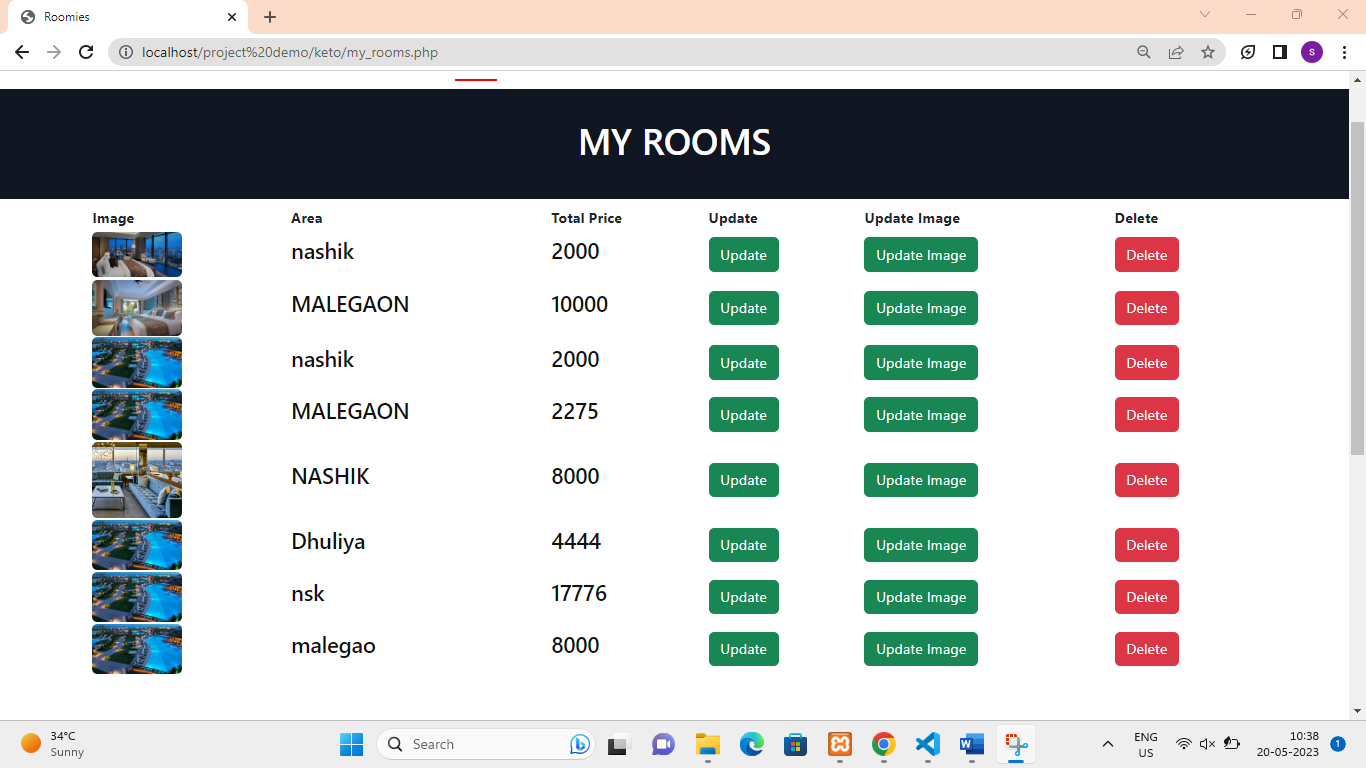 Roomies
localhost/project%20demo/keto/my_rooms.php
s
MY ROOMS
Image Area Total Price Update Update Image Delete
nashik 2000 Update Update Image Delete
MALEGAON 10000 Update Update Image Delete
nashik 2000 Update Update Image Delete
MALEGAON 2275 Update Update Image Delete
NASHIK 8000 Update Update Image Delete
Dhuliya 4444 Update Update Image Delete
nsk 17776 Update Update Image Delete
malegao 8000 Update Update Image Delete
34°C
Sunny
Search
ENG
US
10:38
20-05-2023
1